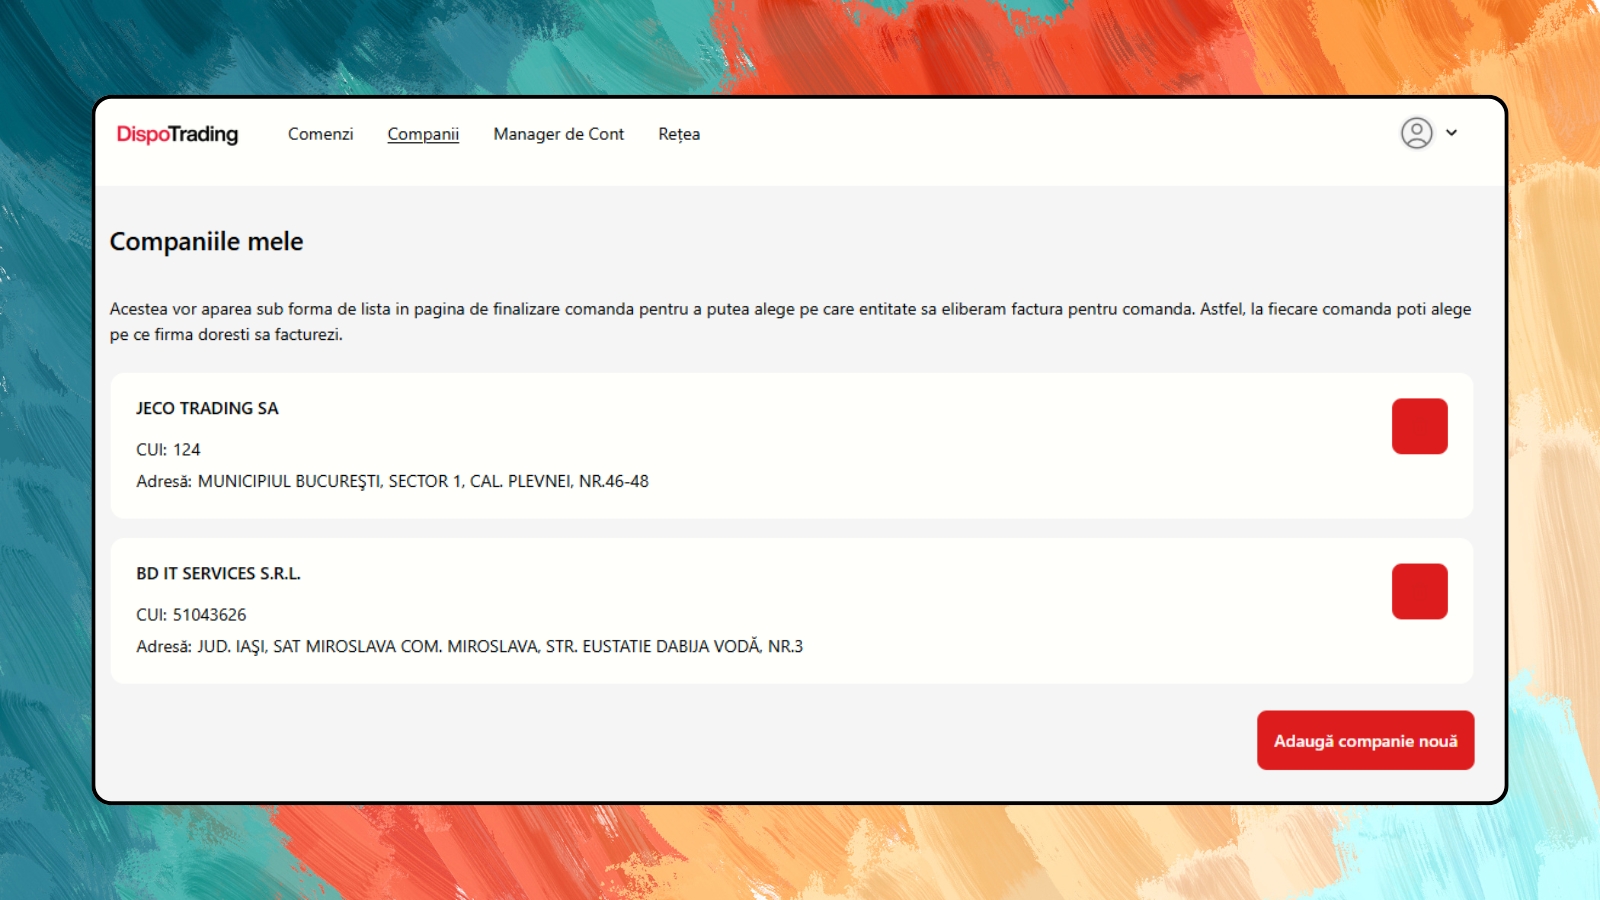 DispoTrading
Comenzi
Companii
Manager de Cont
Rețea
Companiile mele
Acestea vor aparea sub forma de lista in pagina de finalizare comanda pentru a putea alege pe care entitate sa eliberam factura pentru comanda. Astfel, la fiecare comanda poti alege
pe ce firma doresti sa facturezi.
JECO TRADING SA
CUI: 124
Adresă: MUNICIPIUL BUCUREŞTI, SECTOR 1, CAL. PLEVNEI, NR.46-48
BD IT SERVICES S.R.L.
CUI: 51043626
Adresă: JUD. IAŞI, SAT MIROSLAVA COM. MIROSLAVA, STR. EUSTATIE DABIJA VODĂ, NR.3
Adaugă companie nouă